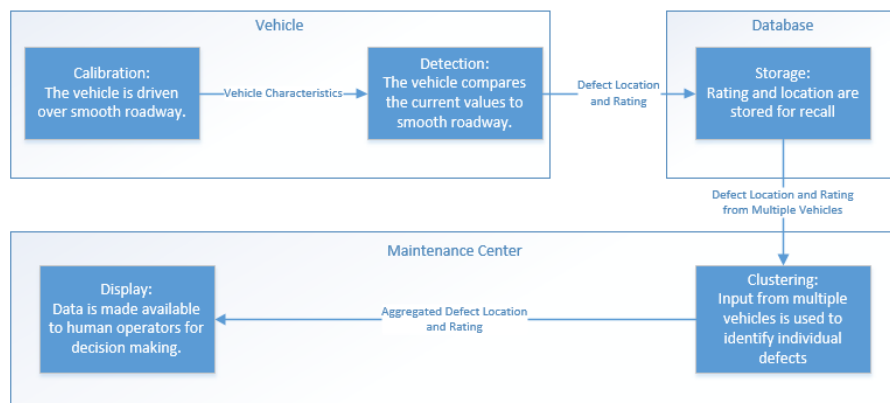 Vehicle
Calibration:
The vehicle is driven
over smooth roadway.
Vehicle Characteristics
Detection:
The vehicle compares
the current values to
smooth roadway.
Defect Location
and Rating
Database
Storage:
Rating and location are
stored for recall
Defect Location and Rating
from Multiple Vehicles
Maintenance Center
Clustering:
Input from multiple
vehicles is used to
identify individual
defects
Aggregated Defect Location
and Rating
Display:
Data is made available
to human operators for
decision making.